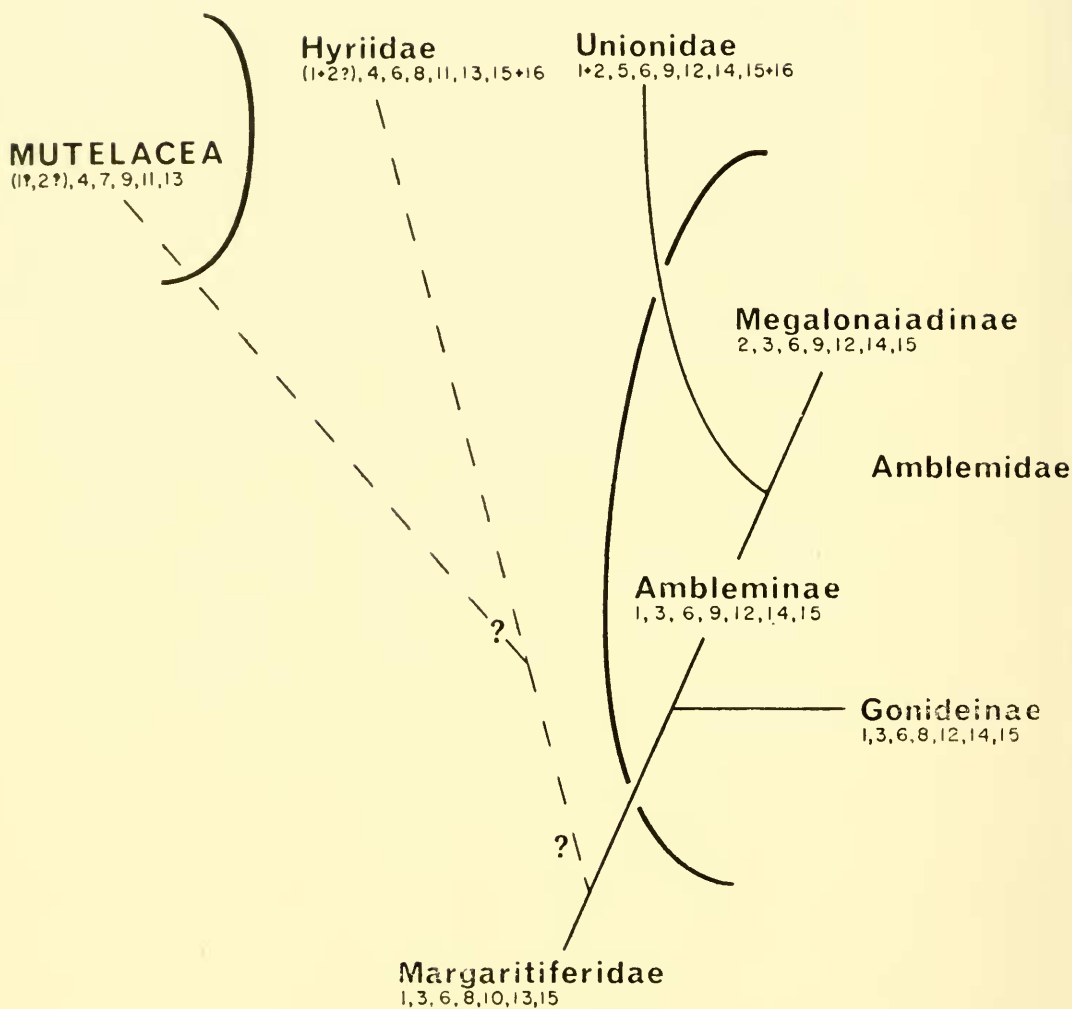 Hyriidae
(1+2?), 4, 6, 8, 11, 13, 15+16
Unionidae
1+2, 5, 6, 9, 12, 14, 15+16
MUTELACEA
(1?, 2?), 4, 7, 9, 11, 13
Megalonaiadinae
2, 3, 6, 9, 12, 14, 15
Amblemidae
Ambleminae
1, 3, 6, 9, 12, 14, 15
?
Gonideinae
1, 3, 6, 8, 12, 14, 15
?
Margaritiferidae
1, 3, 6, 8, 10, 13, 15